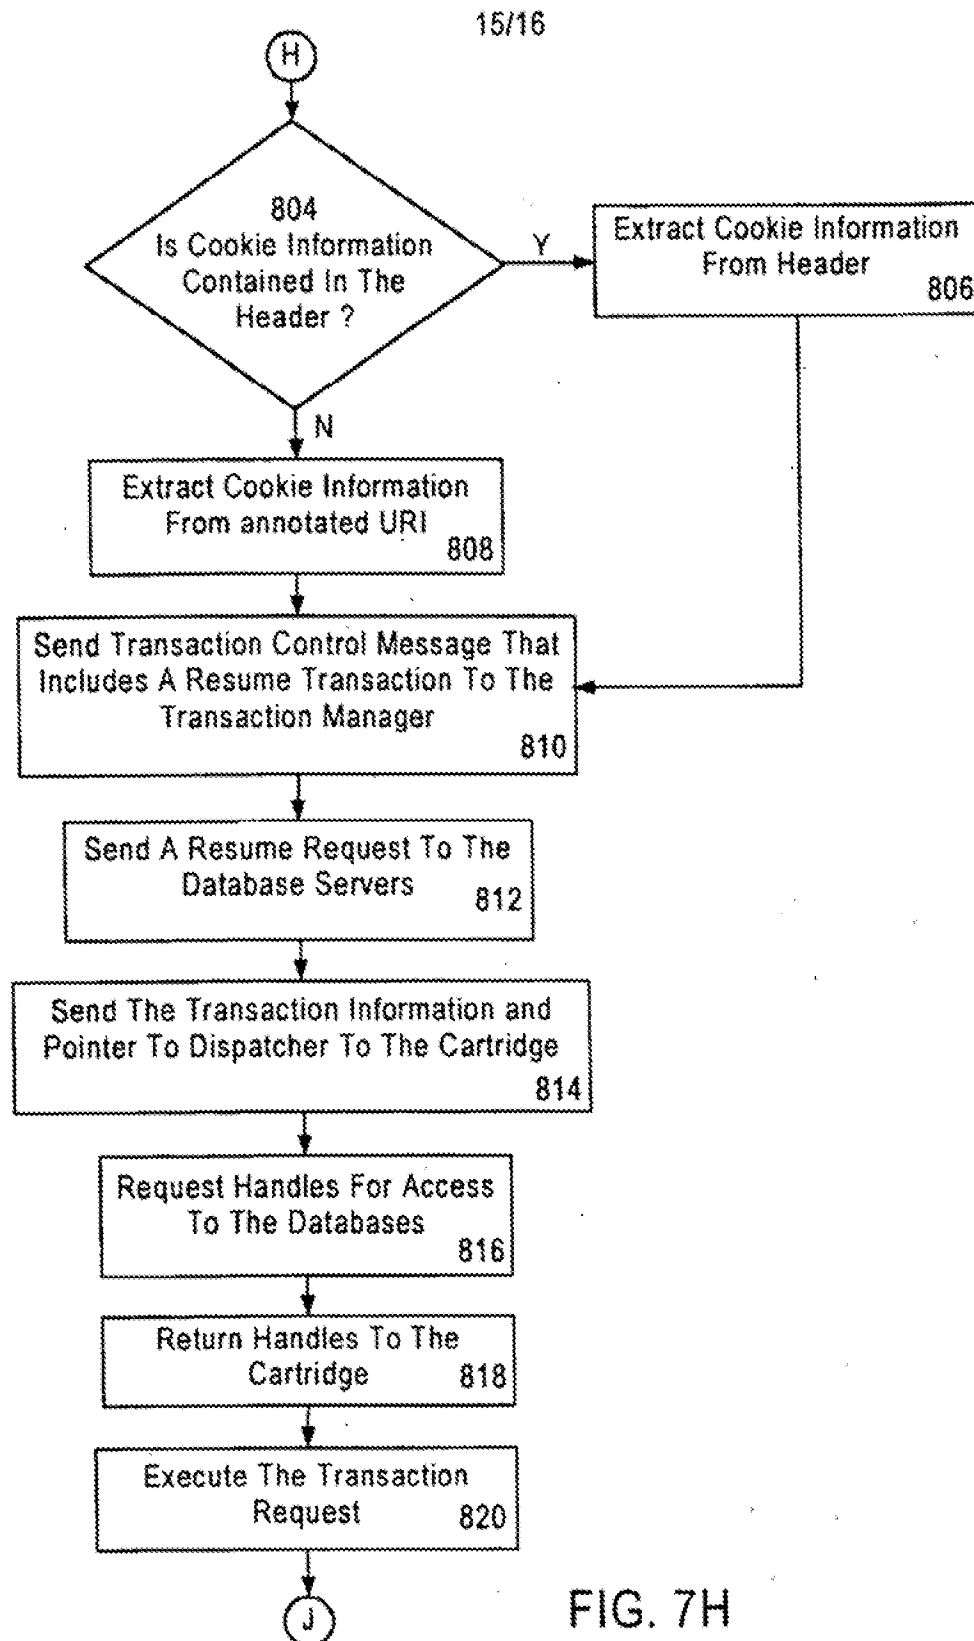 15/16
H
804
Is Cookie Information
Contained In The
Header ?
Y
Extract Cookie Information
From Header
806
N
Extract Cookie Information
From annotated URI
808
Send Transaction Control Message That
Includes A Resume Transaction To The
Transaction Manager
810
Send A Resume Request To The
Database Servers
812
Send The Transaction Information and
Pointer To Dispatcher To The Cartridge
814
Request Handles For Access
To The Databases
816
Return Handles To The
Cartridge
818
Execute The Transaction
Request
820
J
FIG. 7H